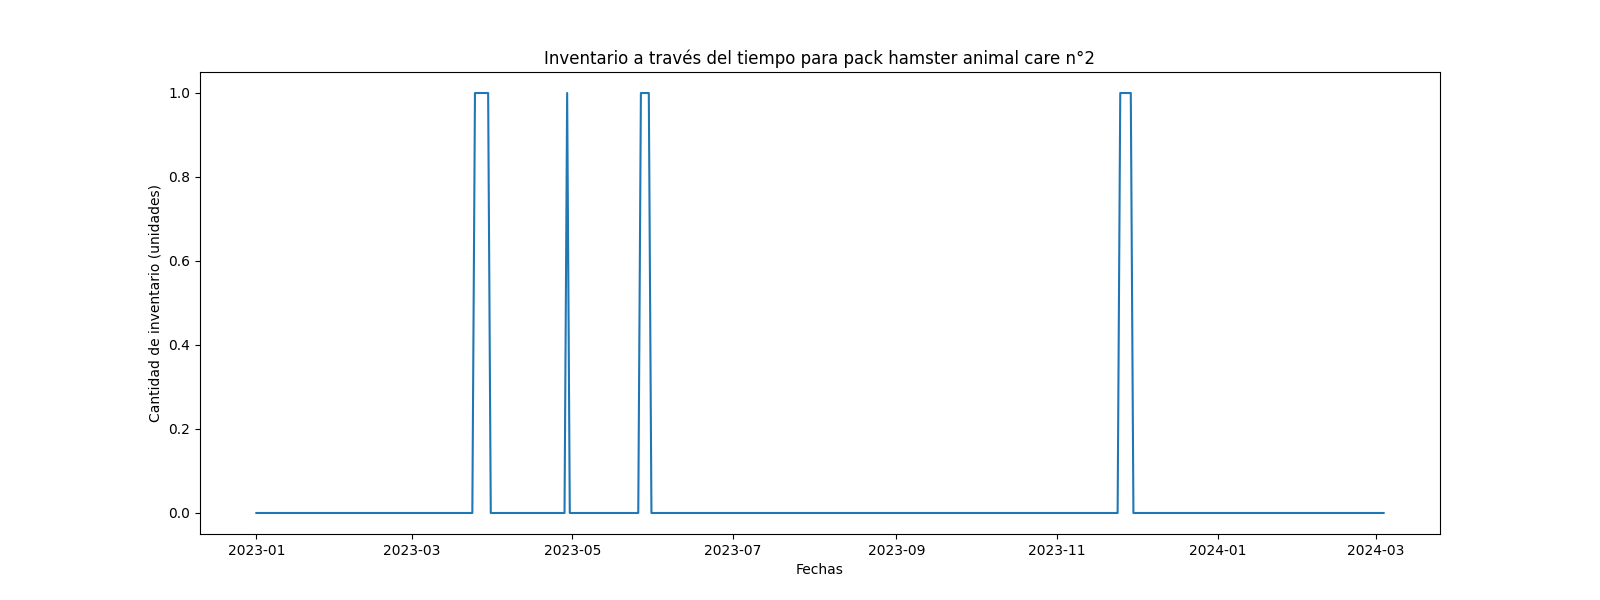 Inventario a través del tiempo para pack hamster animal care n°2
Cantidad de inventario (unidades)
1.0
0.8
0.6
0.4
0.2
0.0
2023-01 2023-03 2023-05 2023-07 2023-09 2023-11 2024-01 2024-03
Fechas